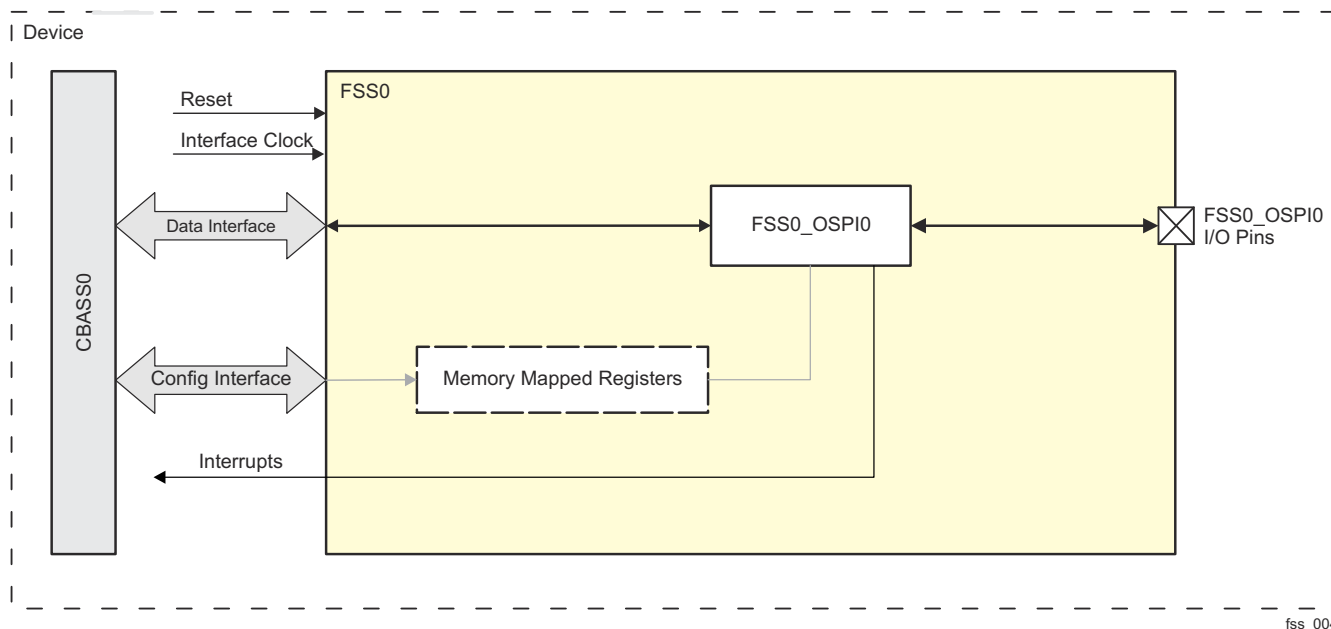 Device
FSS0
Reset
Interface Clock
Data Interface
FSS0_OSPI0
FSS0_OSPI0
I/O Pins
CBASS0
Config Interface
Memory Mapped Registers
Interrupts